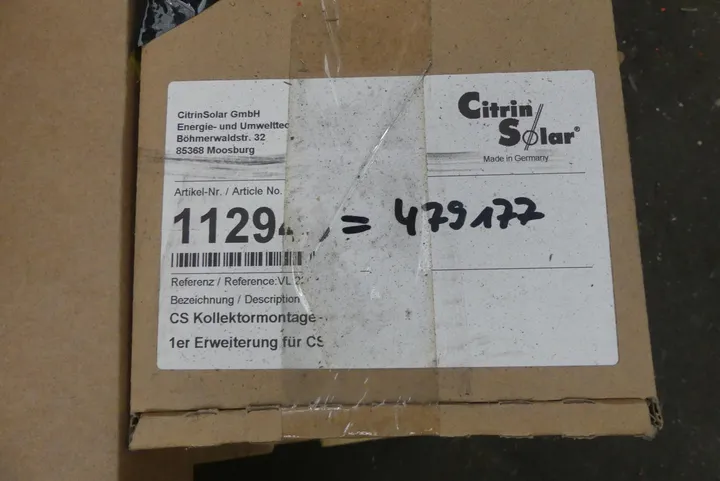 CitrinSolar GmbH
Energie- und Umwelttec
Böhmerwaldstr. 32
85368 Moosburg
Citrin
Solar®
Made in Germany
Artikel-Nr. / Article No.
1129 = 479177
Referenz / Reference:VL
Bezeichnung / Description
CS Kollektormontage
1er Erweiterung für CS